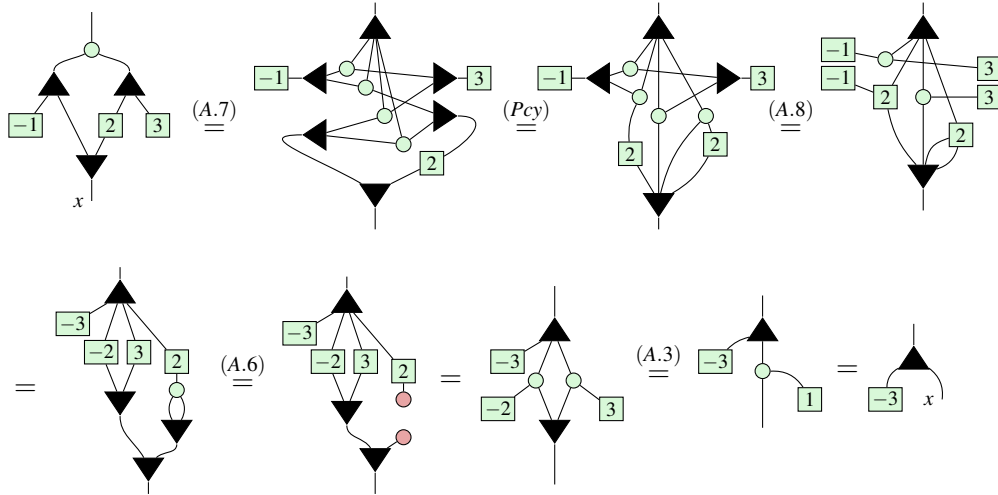 −1 2 3 x
(A.7) =
−1 3 2
(Pcy) =
−1 3 2 2
(A.8) =
−1 −1 3 3 2 2
=
−3 −2 3 2
(A.6) =
−3 −2 3 2
=
−3 −2 3
(A.3) =
−3 1
=
−3 x